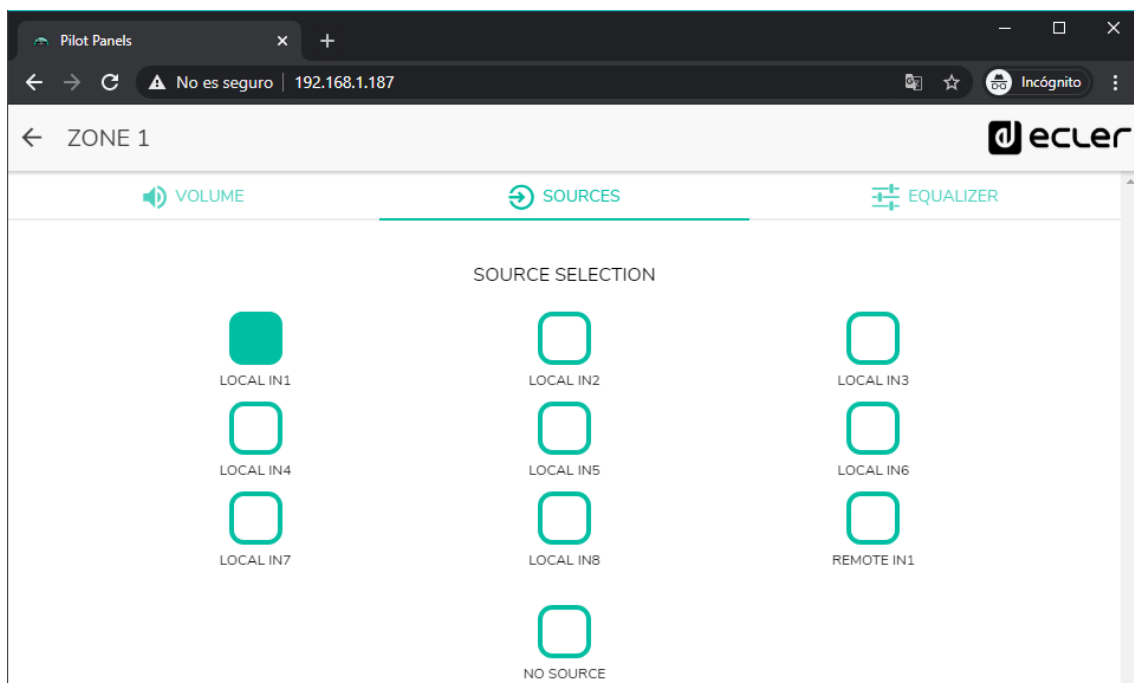 Pilot Panels
No es seguro 192.168.1.187 Incógnito
ZONE 1 ecler
VOLUME SOURCES EQUALIZER
SOURCE SELECTION
LOCAL IN1 LOCAL IN2 LOCAL IN3
LOCAL IN4 LOCAL IN5 LOCAL IN6
LOCAL IN7 LOCAL IN8 REMOTE IN1
NO SOURCE